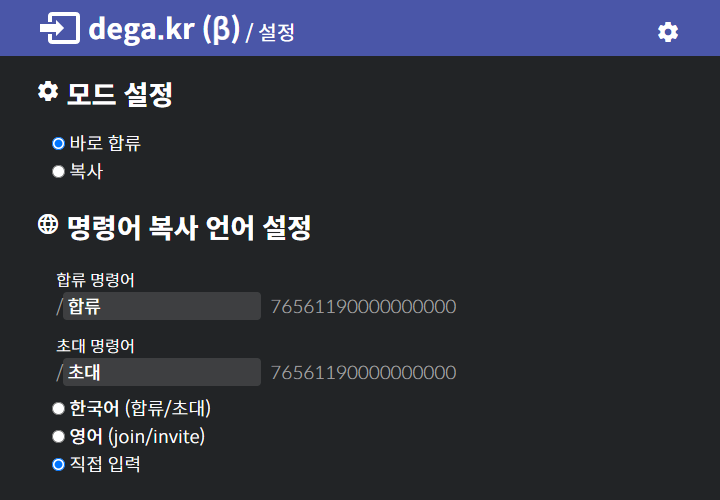 dega.kr (β) / 설정
모드 설정
바로 합류
복사
명령어 복사 언어 설정
합류 명령어
/합류 76561190000000000
초대 명령어
/초대 76561190000000000
한국어 (합류/초대)
영어 (join/invite)
직접 입력